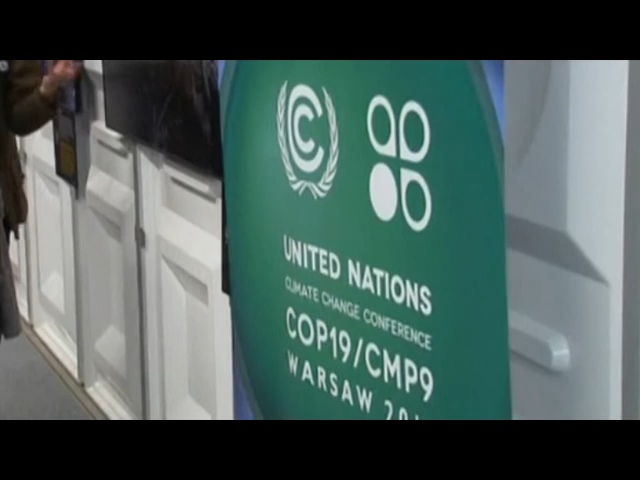 UNITED NATIONS
CLIMATE CHANGE CONFERENCE
COP19/CMP9
WARSAW